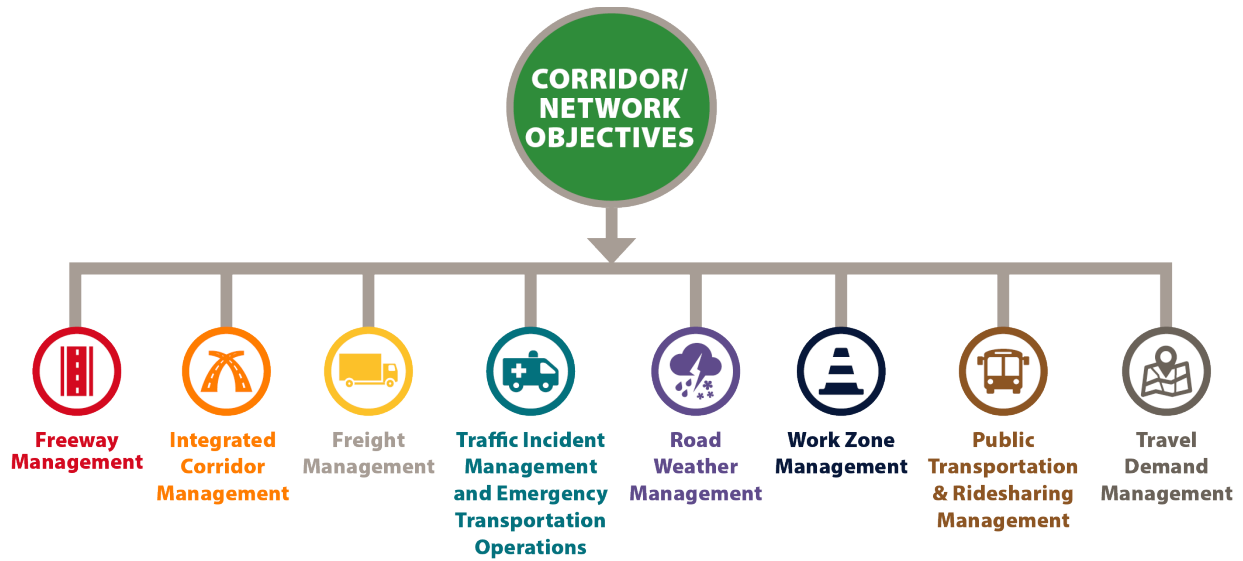 CORRIDOR/
NETWORK
OBJECTIVES
Freeway
Management
Integrated
Corridor
Management
Freight
Management
Traffic Incident
Management
and Emergency
Transportation
Operations
Road
Weather
Management
Work Zone
Management
Public
Transportation
& Ridesharing
Management
Travel
Demand
Management